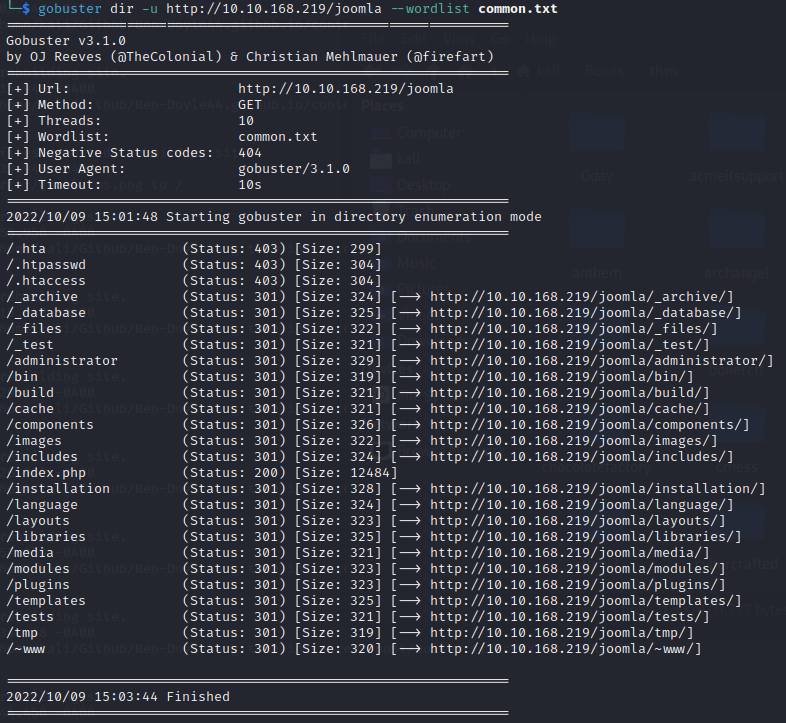 └─$ gobuster dir -u http://10.10.168.219/joomla --wordlist common.txt
===============================================================
Gobuster v3.1.0
by OJ Reeves (@TheColonial) & Christian Mehlmauer (@firefart)
===============================================================
[+] Url:                     http://10.10.168.219/joomla
[+] Method:                  GET
[+] Threads:                 10
[+] Wordlist:                common.txt
[+] Negative Status codes:   404
[+] User Agent:              gobuster/3.1.0
[+] Timeout:                 10s
===============================================================
2022/10/09 15:01:48 Starting gobuster in directory enumeration mode
===============================================================
/.hta                 (Status: 403) [Size: 299]
/.htpasswd            (Status: 403) [Size: 304]
/.htaccess            (Status: 403) [Size: 304]
/_archive             (Status: 301) [Size: 324] [--> http://10.10.168.219/joomla/_archive/]
/_database            (Status: 301) [Size: 325] [--> http://10.10.168.219/joomla/_database/]
/_files               (Status: 301) [Size: 322] [--> http://10.10.168.219/joomla/_files/]
/_test                (Status: 301) [Size: 321] [--> http://10.10.168.219/joomla/_test/]
/administrator        (Status: 301) [Size: 329] [--> http://10.10.168.219/joomla/administrator/]
/bin                  (Status: 301) [Size: 319] [--> http://10.10.168.219/joomla/bin/]
/build                (Status: 301) [Size: 321] [--> http://10.10.168.219/joomla/build/]
/cache                (Status: 301) [Size: 321] [--> http://10.10.168.219/joomla/cache/]
/components           (Status: 301) [Size: 326] [--> http://10.10.168.219/joomla/components/]
/images               (Status: 301) [Size: 322] [--> http://10.10.168.219/joomla/images/]
/includes             (Status: 301) [Size: 324] [--> http://10.10.168.219/joomla/includes/]
/index.php            (Status: 200) [Size: 12484]
/installation         (Status: 301) [Size: 328] [--> http://10.10.168.219/joomla/installation/]
/language             (Status: 301) [Size: 324] [--> http://10.10.168.219/joomla/language/]
/layouts              (Status: 301) [Size: 323] [--> http://10.10.168.219/joomla/layouts/]
/libraries            (Status: 301) [Size: 325] [--> http://10.10.168.219/joomla/libraries/]
/media                (Status: 301) [Size: 321] [--> http://10.10.168.219/joomla/media/]
/modules              (Status: 301) [Size: 323] [--> http://10.10.168.219/joomla/modules/]
/plugins              (Status: 301) [Size: 323] [--> http://10.10.168.219/joomla/plugins/]
/templates            (Status: 301) [Size: 325] [--> http://10.10.168.219/joomla/templates/]
/tests                (Status: 301) [Size: 321] [--> http://10.10.168.219/joomla/tests/]
/tmp                  (Status: 301) [Size: 319] [--> http://10.10.168.219/joomla/tmp/]
/~www                 (Status: 301) [Size: 320] [--> http://10.10.168.219/joomla/~www/]
===============================================================
2022/10/09 15:03:44 Finished
===============================================================